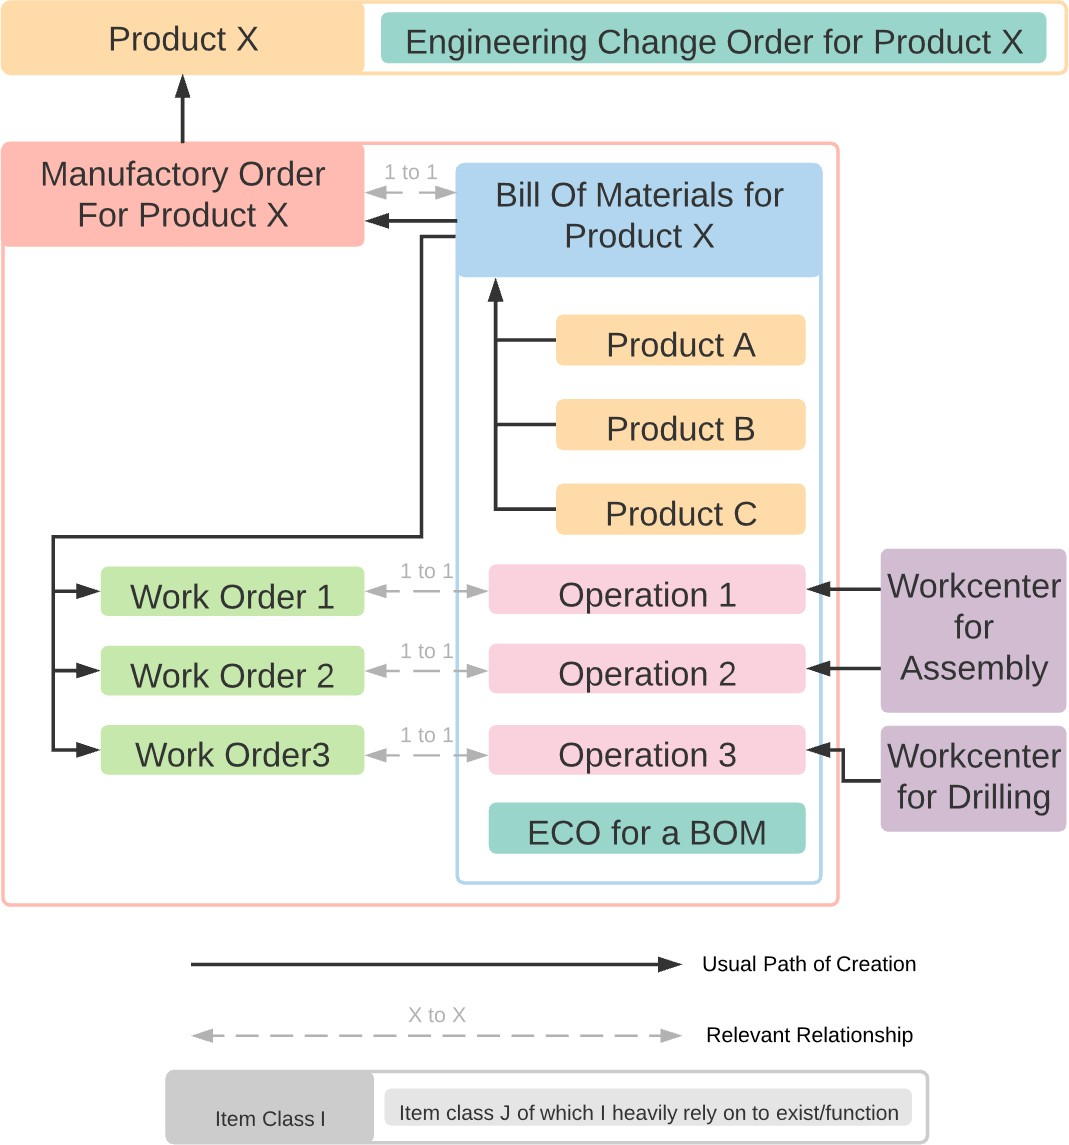 Product X
Engineering Change Order for Product X
Manufactory Order
For Product X
1 to 1
Bill Of Materials for
Product X
Product A
Product B
Product C
Work Order 1
1 to 1
Operation 1
Work Order 2
1 to 1
Operation 2
Workcenter
for
Assembly
Work Order3
1 to 1
Operation 3
Workcenter
for Drilling
ECO for a BOM
Usual Path of Creation
X to X
Relevant Relationship
Item Class I
Item class J of which I heavily rely on to exist/function